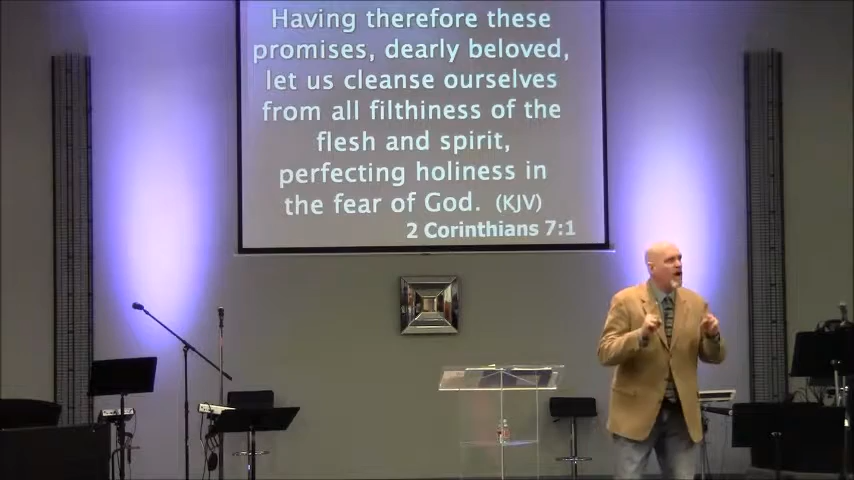 Having therefore these
promises, dearly beloved,
let us cleanse ourselves
from all filthiness of the
flesh and spirit,
perfecting holiness in
the fear of God. (KJV)
2 Corinthians 7:1